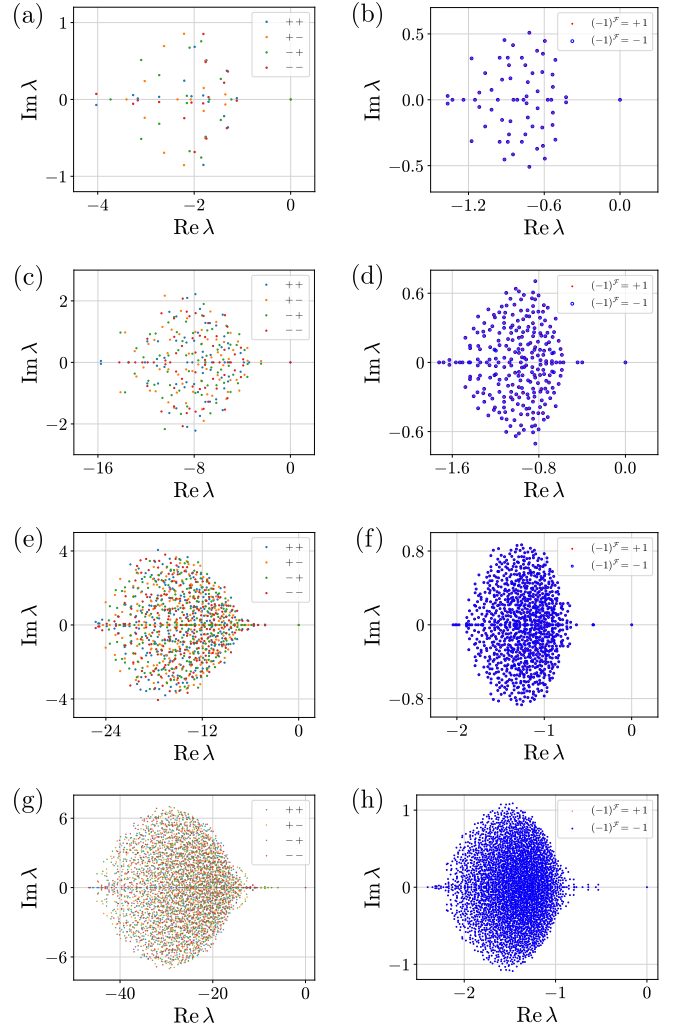 (a)
1
0
−1
Im λ
−4
−2
0
Re λ
++
+−
−+
−−
(b)
0.5
0.0
−0.5
Im λ
−1.2
−0.6
0.0
Re λ
(-1)^ℱ = +1
(-1)^ℱ = −1
(c)
2
0
−2
Im λ
−16
−8
0
Re λ
++
+−
−+
−−
(d)
0.6
0
−0.6
Im λ
−1.6
−0.8
0.0
Re λ
(-1)^ℱ = +1
(-1)^ℱ = −1
(e)
4
0
−4
Im λ
−24
−12
0
Re λ
++
+−
−+
−−
(f)
0.8
0
−0.8
Im λ
−2
−1
0
Re λ
(-1)^ℱ = +1
(-1)^ℱ = −1
(g)
6
0
−6
Im λ
−40
−20
0
Re λ
++
+−
−+
−−
(h)
1
0
−1
Im λ
−2
−1
0
Re λ
(-1)^ℱ = +1
(-1)^ℱ = −1